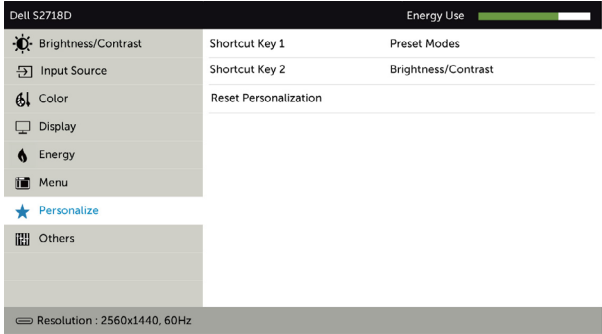 Dell S2718D Energy Use
Brightness/Contrast Shortcut Key 1 Preset Modes
Input Source Shortcut Key 2 Brightness/Contrast
Color Reset Personalization
Display
Energy
Menu
Personalize
Others
Resolution : 2560x1440, 60Hz